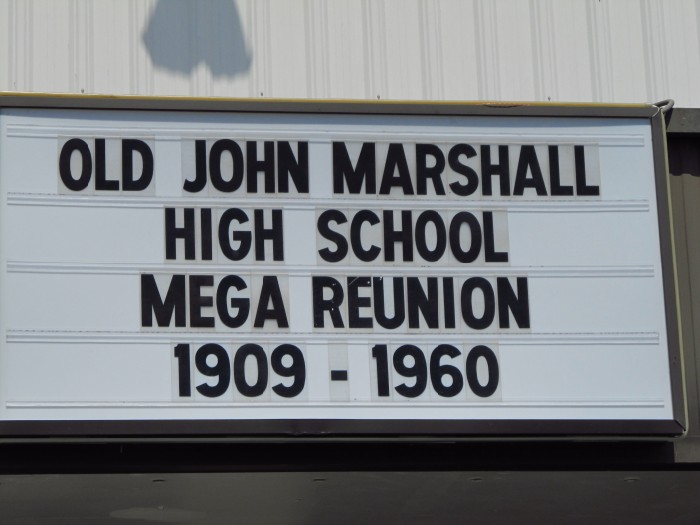 OLD JOHN MARSHALL
HIGH SCHOOL
MEGA REUNION
1909 - 1960